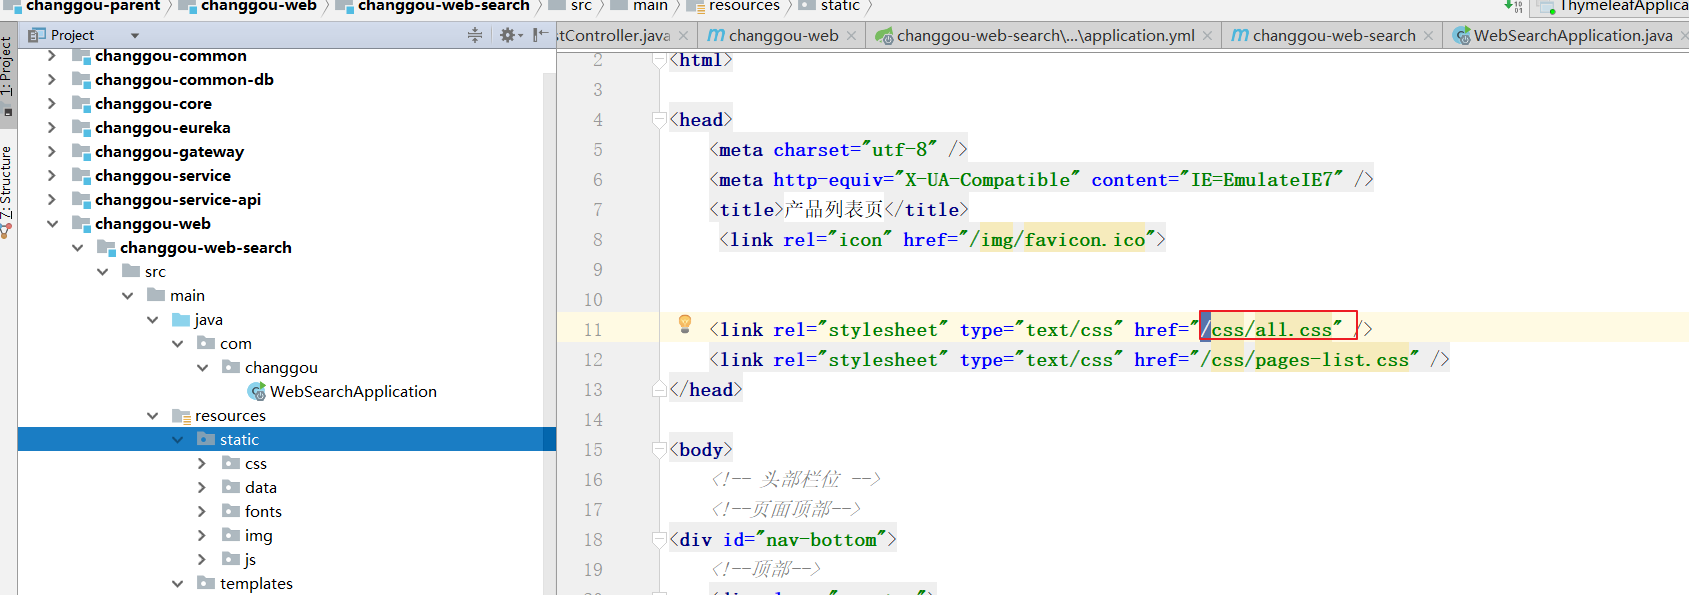 changgou-parent changgou-web changgou-web-search src main resources static
ThymeleafApplica
1: Project
7: Structure
Project
stController.java changgou-web changgou-web-search\...\application.yml changgou-web-search WebSearchApplication.java
changgou-common
changgou-common-db
changgou-core
changgou-eureka
changgou-gateway
changgou-service
changgou-service-api
changgou-web
changgou-web-search
src
main
java
com
changgou
WebSearchApplication
resources
static
css
data
fonts
img
js
templates
2 <html>
3
4 <head>
5 <meta charset="utf-8" />
6 <meta http-equiv="X-UA-Compatible" content="IE=EmulateIE7" />
7 <title>产品列表页</title>
8 <link rel="icon" href="/img/favicon.ico">
9
10
11 <link rel="stylesheet" type="text/css" href="/css/all.css" />
12 <link rel="stylesheet" type="text/css" href="/css/pages-list.css" />
13 </head>
14
15 <body>
16 <!-- 头部栏位 -->
17 <!--页面顶部-->
18 <div id="nav-bottom">
19 <!--顶部-->